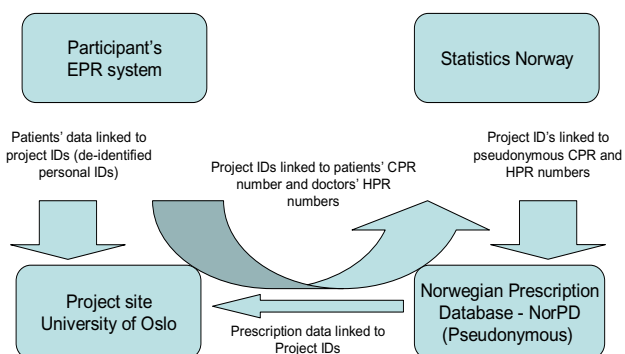 Participant's
EPR system
Statistics Norway
Patients' data linked to
project IDs (de-identified
personal IDs)
Project IDs linked to patients' CPR
number and doctors' HPR
numbers
Project ID's linked to
pseudonymous CPR and
HPR numbers
Project site
University of Oslo
Prescription data linked to
Project IDs
Norwegian Prescription
Database - NorPD
(Pseudonymous)